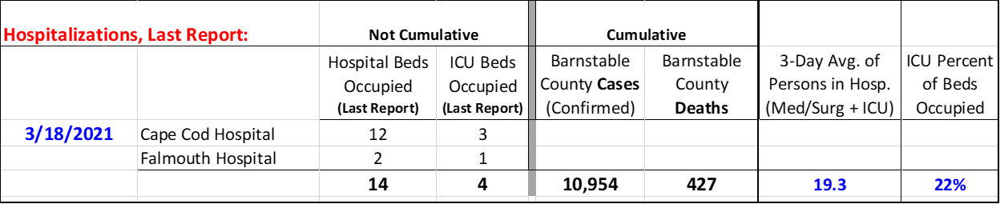 Hospitalizations, Last Report: Not Cumulative Cumulative
Hospital Beds ICU Beds Barnstable Barnstable 3-Day Avg. of ICU Percent
Occupied Occupied County Cases County Persons in Hosp. of Beds
(Last Report) (Last Report) (Confirmed) Deaths (Med/Surg + ICU) Occupied
3/18/2021 Cape Cod Hospital 12 3
Falmouth Hospital 2 1
14 4 10,954 427 19.3 22%